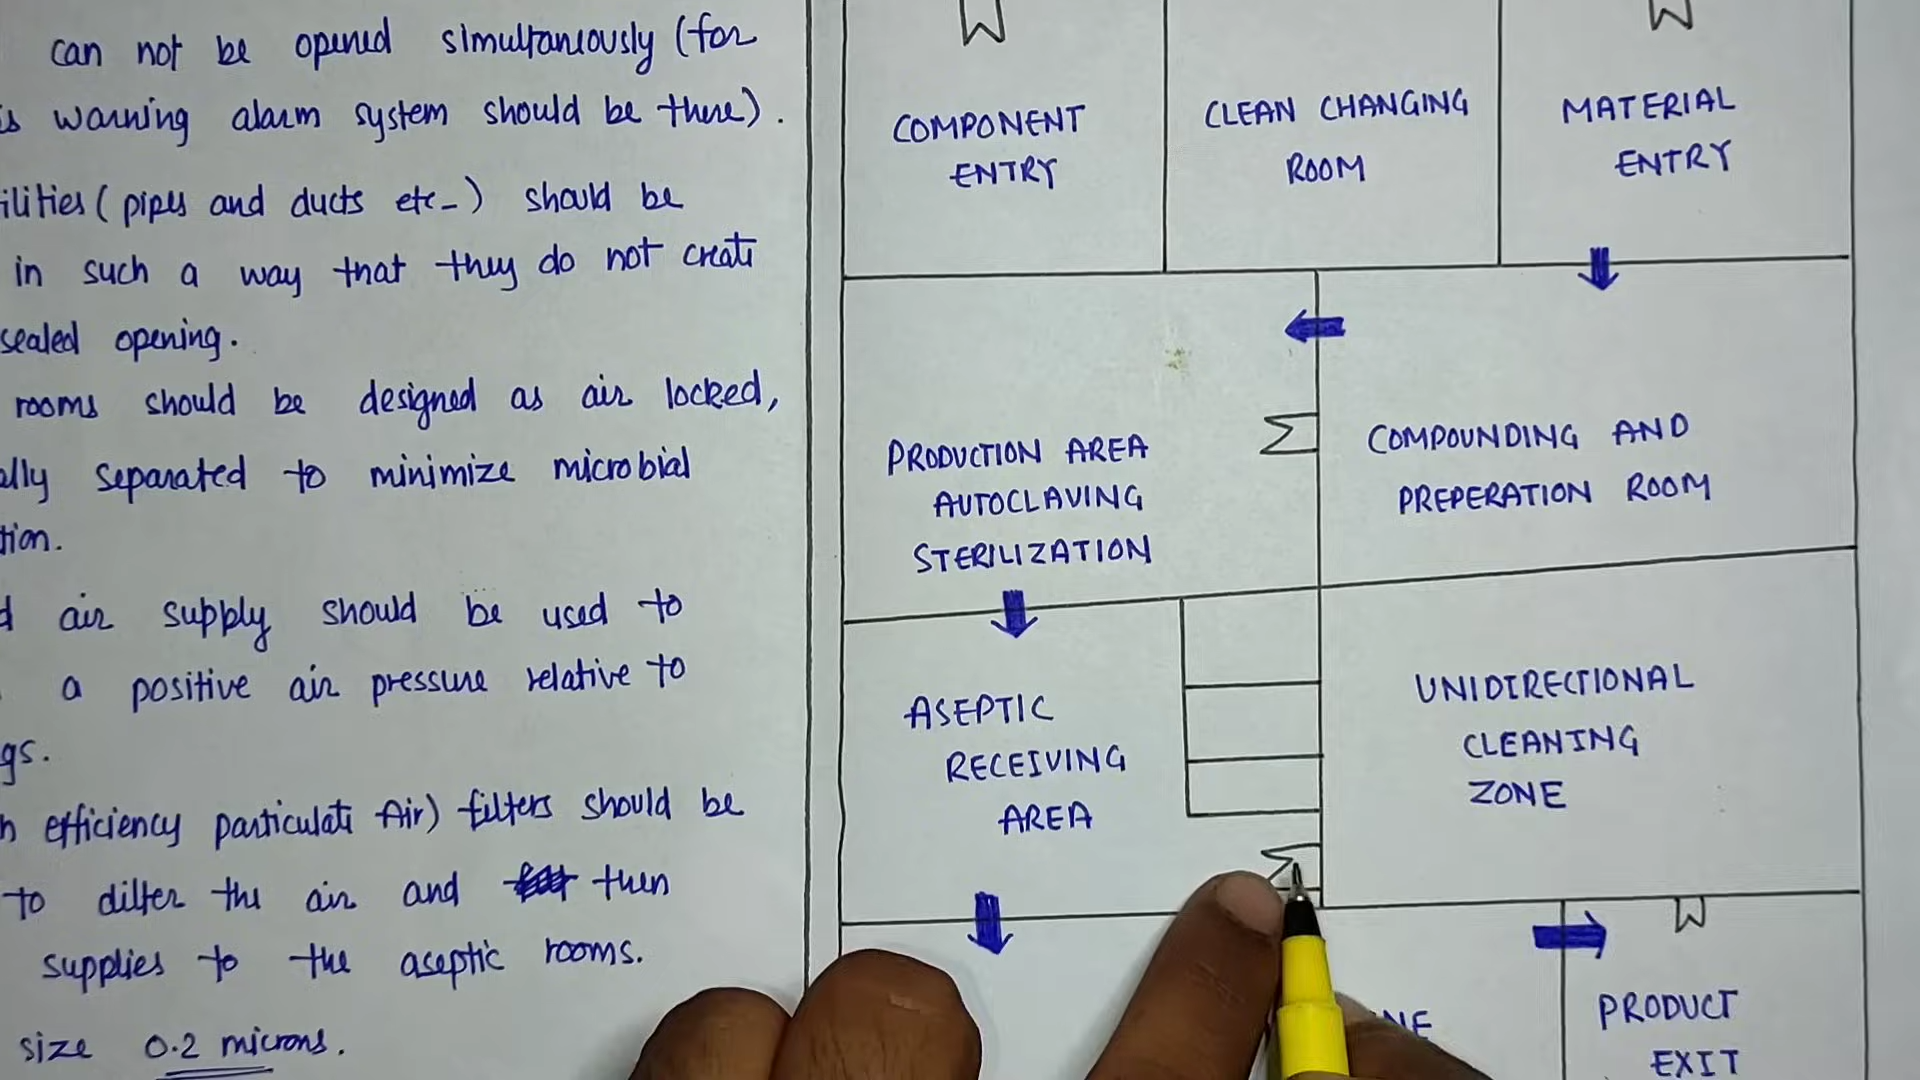 can not be opened simultaneously (for
is warning alarm system should be there).
ilities (pipes and ducts etc-) should be
in such a way that they do not create
sealed opening.
rooms should be designed as air locked,
ally separated to minimize microbial
tion.
d air supply should be used to
a positive air pressure relative to
gs.
h efficiency particulate Air) filters should be
to dilter the air and then
supplies to the aseptic rooms.
size 0.2 microns.
COMPONENT
ENTRY
CLEAN CHANGING
ROOM
MATERIAL
ENTRY
PRODUCTION AREA
AUTOCLAVING
STERILIZATION
COMPOUNDING AND
PREPERATION ROOM
ASEPTIC
RECEIVING
AREA
UNIDIRECTIONAL
CLEANING
ZONE
NE
PRODUCT
EXIT